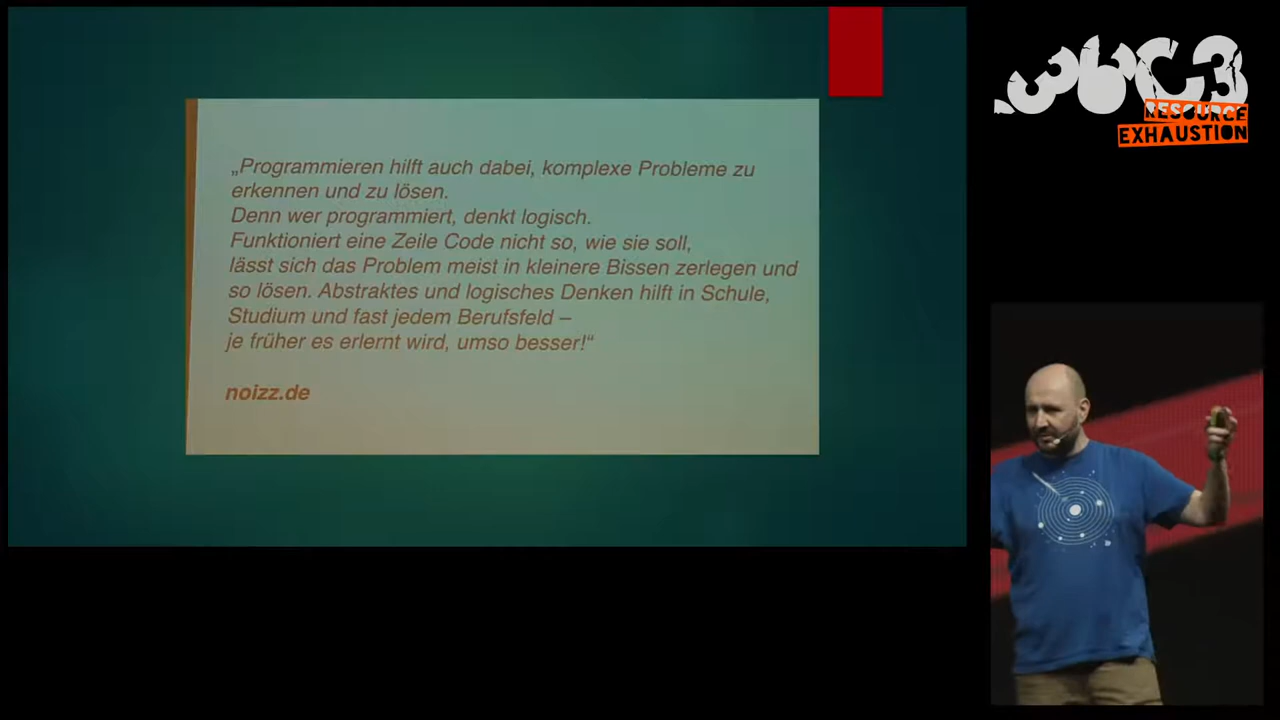 „Programmieren hilft auch dabei, komplexe Probleme zu
erkennen und zu lösen.
Denn wer programmiert, denkt logisch.
Funktioniert eine Zeile Code nicht so, wie sie soll,
lässt sich das Problem meist in kleinere Bissen zerlegen und
so lösen. Abstraktes und logisches Denken hilft in Schule,
Studium und fast jedem Berufsfeld –
je früher es erlernt wird, umso besser!“
noizz.de
36C3
RESOURCE
EXHAUSTION